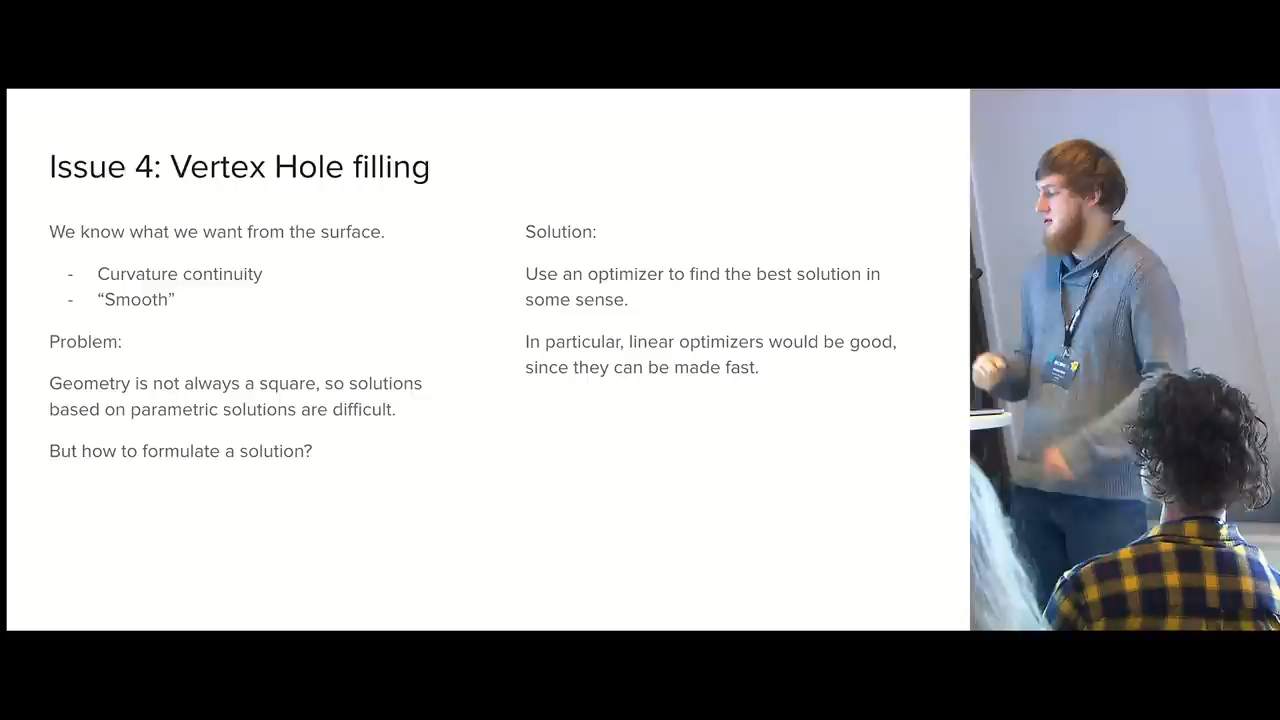 Issue 4: Vertex Hole filling
We know what we want from the surface.
- Curvature continuity
- “Smooth”
Problem:
Geometry is not always a square, so solutions
based on parametric solutions are difficult.
But how to formulate a solution?
Solution:
Use an optimizer to find the best solution in
some sense.
In particular, linear optimizers would be good,
since they can be made fast.